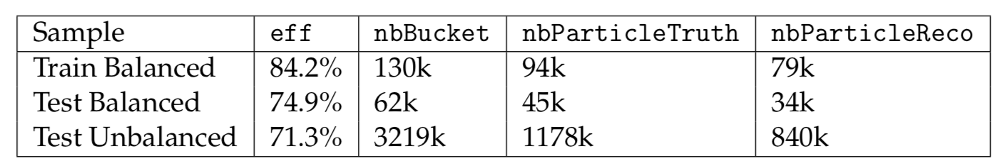 Sample eff nbBucket nbParticleTruth nbParticleReco
Train Balanced 84.2% 130k 94k 79k
Test Balanced 74.9% 62k 45k 34k
Test Unbalanced 71.3% 3219k 1178k 840k